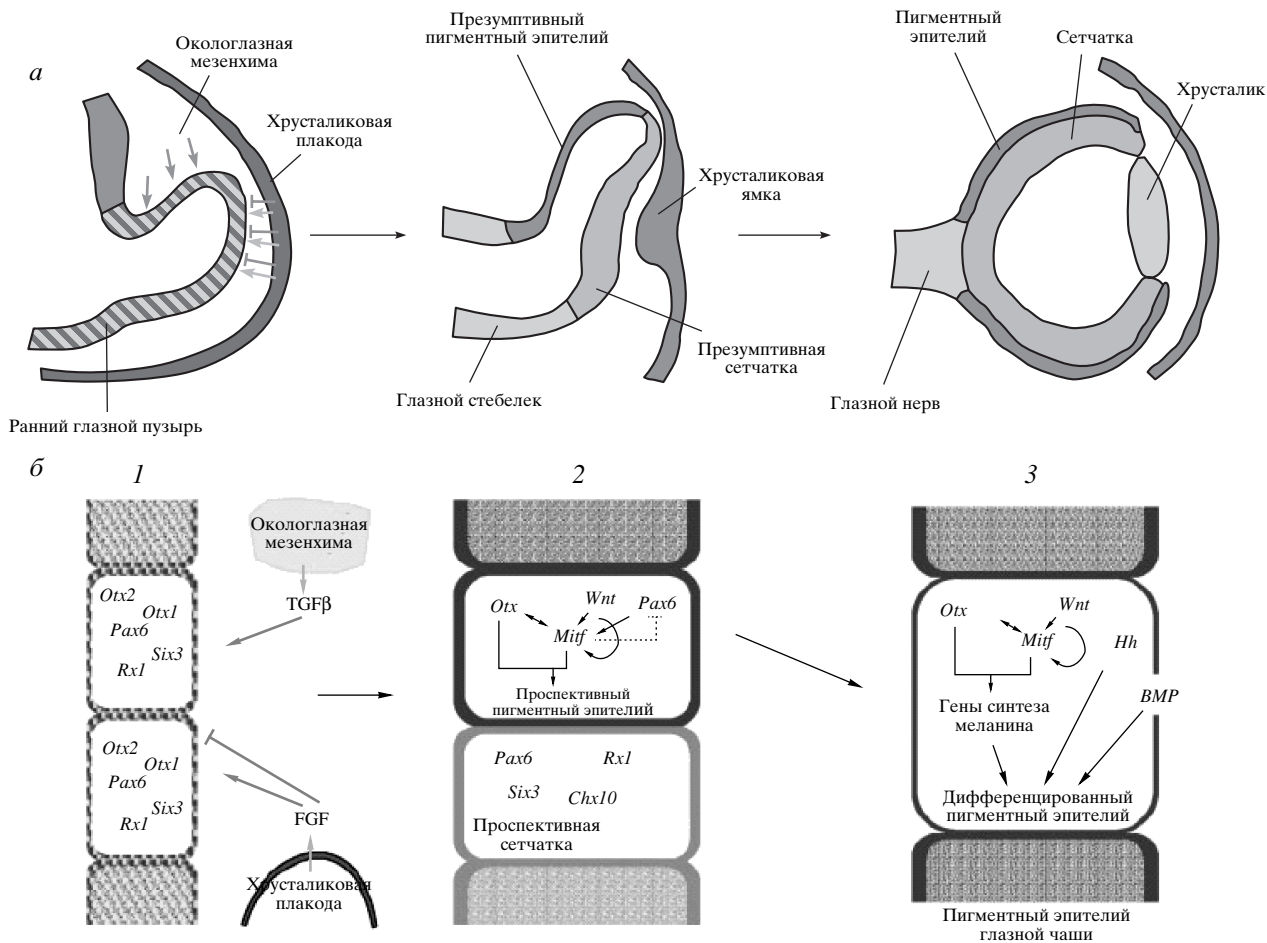 а
Окологлазная
мезенхима
Хрусталиковая
плакода
Ранний глазной пузырь
Презумптивный
пигментный эпителий
Хрусталиковая
ямка
Презумптивная
сетчатка
Глазной стебелек
Пигментный
эпителий
Сетчатка
Хрусталик
Глазной нерв
б
1
Otx2
Otx1
Pax6
Six3
Rx1
Otx2
Otx1
Pax6
Six3
Rx1
Окологлазная
мезенхима
TGFβ
FGF
Хрусталиковая
плакода
2
Otx
Wnt
Pax6
Mitf
Проспективный
пигментный эпителий
Pax6
Rx1
Six3
Chx10
Проспективная
сетчатка
3
Otx
Wnt
Mitf
Hh
BMP
Гены синтеза
меланина
Дифференцированный
пигментный эпителий
Пигментный эпителий
глазной чаши